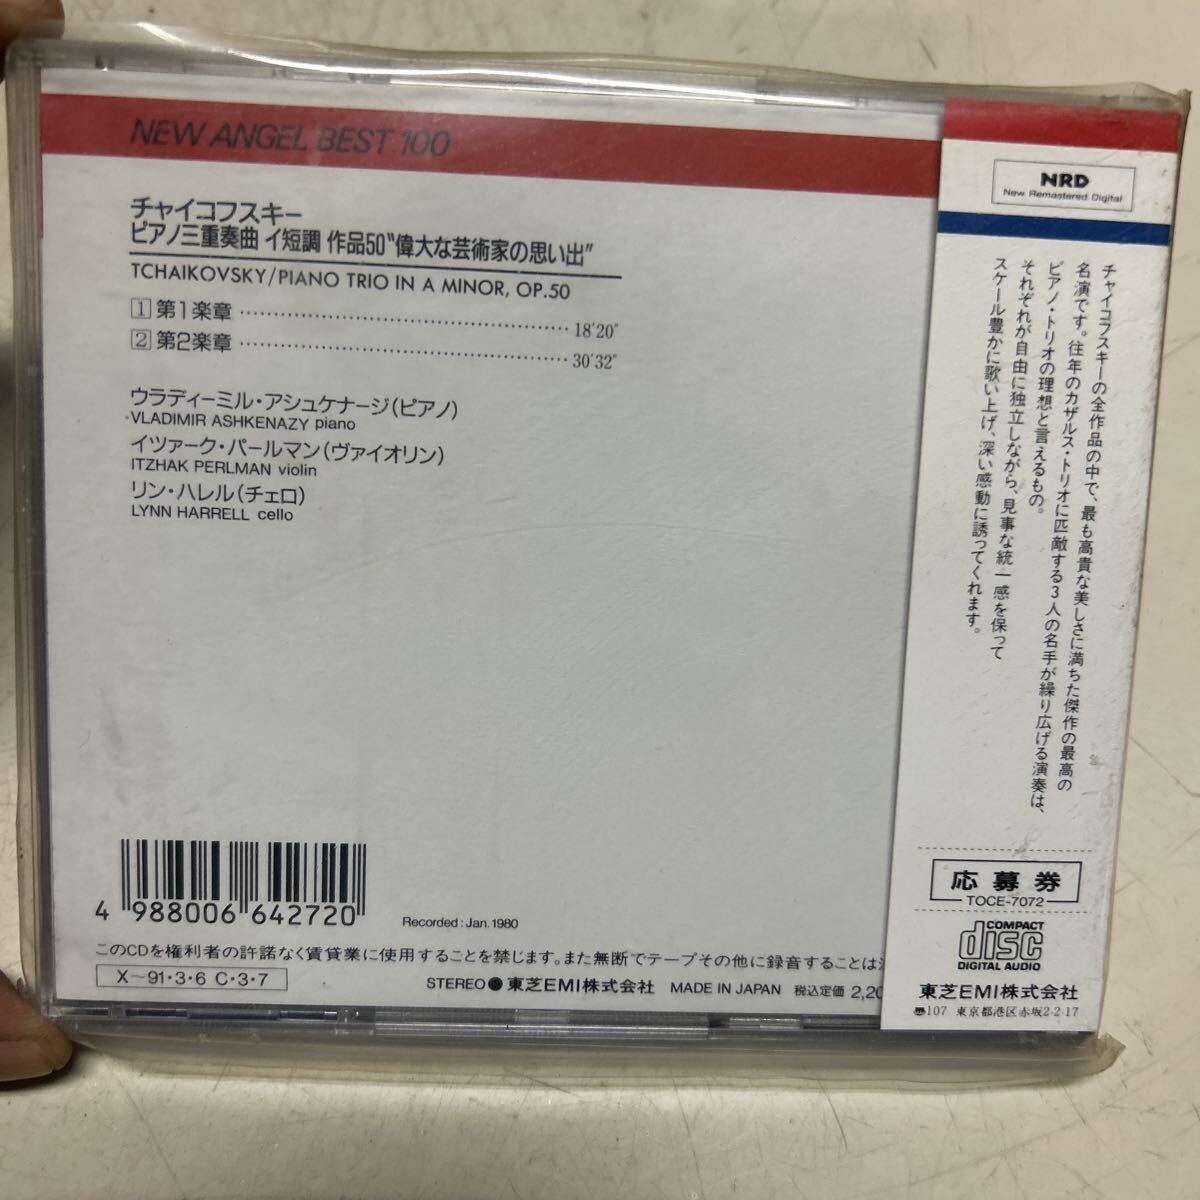 NEW ANGEL BEST 100
チャイコフスキー
ピアノ三重奏曲 イ短調 作品50"偉大な芸術家の思い出"
TCHAIKOVSKY/PIANO TRIO IN A MINOR, OP.50
1 第1楽章 18'20"
2 第2楽章 30'32"
ウラディーミル・アシュケナージ(ピアノ)
VLADIMIR ASHKENAZY piano
イツァーク・パールマン(ヴァイオリン)
ITZHAK PERLMAN violin
リン・ハレル(チェロ)
LYNN HARRELL cello
4 988006 642720
Recorded : Jan. 1980
このCDを権利者の許諾なく賃貸業に使用することを禁じます。また無断でテープその他に録音することは
X〜91・3・6 C・3・7
STEREO ● 東芝EMI株式会社 MADE IN JAPAN 税込定価 2,20
NRD
New Remastered Digital
チャイコフスキーの全作品の中で、最も高貴な美しさに満ちた傑作の最高の
名演です。往年のカザルス・トリオに匹敵する3人の名手が繰り広げる演奏は、
ピアノ・トリオの理想と言えるもの。
それぞれが自由に独立しながら、見事な統一感を保って
スケール豊かに歌い上げ、深い感動に誘ってくれます。
応募券
TOCE-7072
COMPACT
disc
DIGITAL AUDIO
東芝EMI株式会社
107 東京都港区赤坂2-2-17